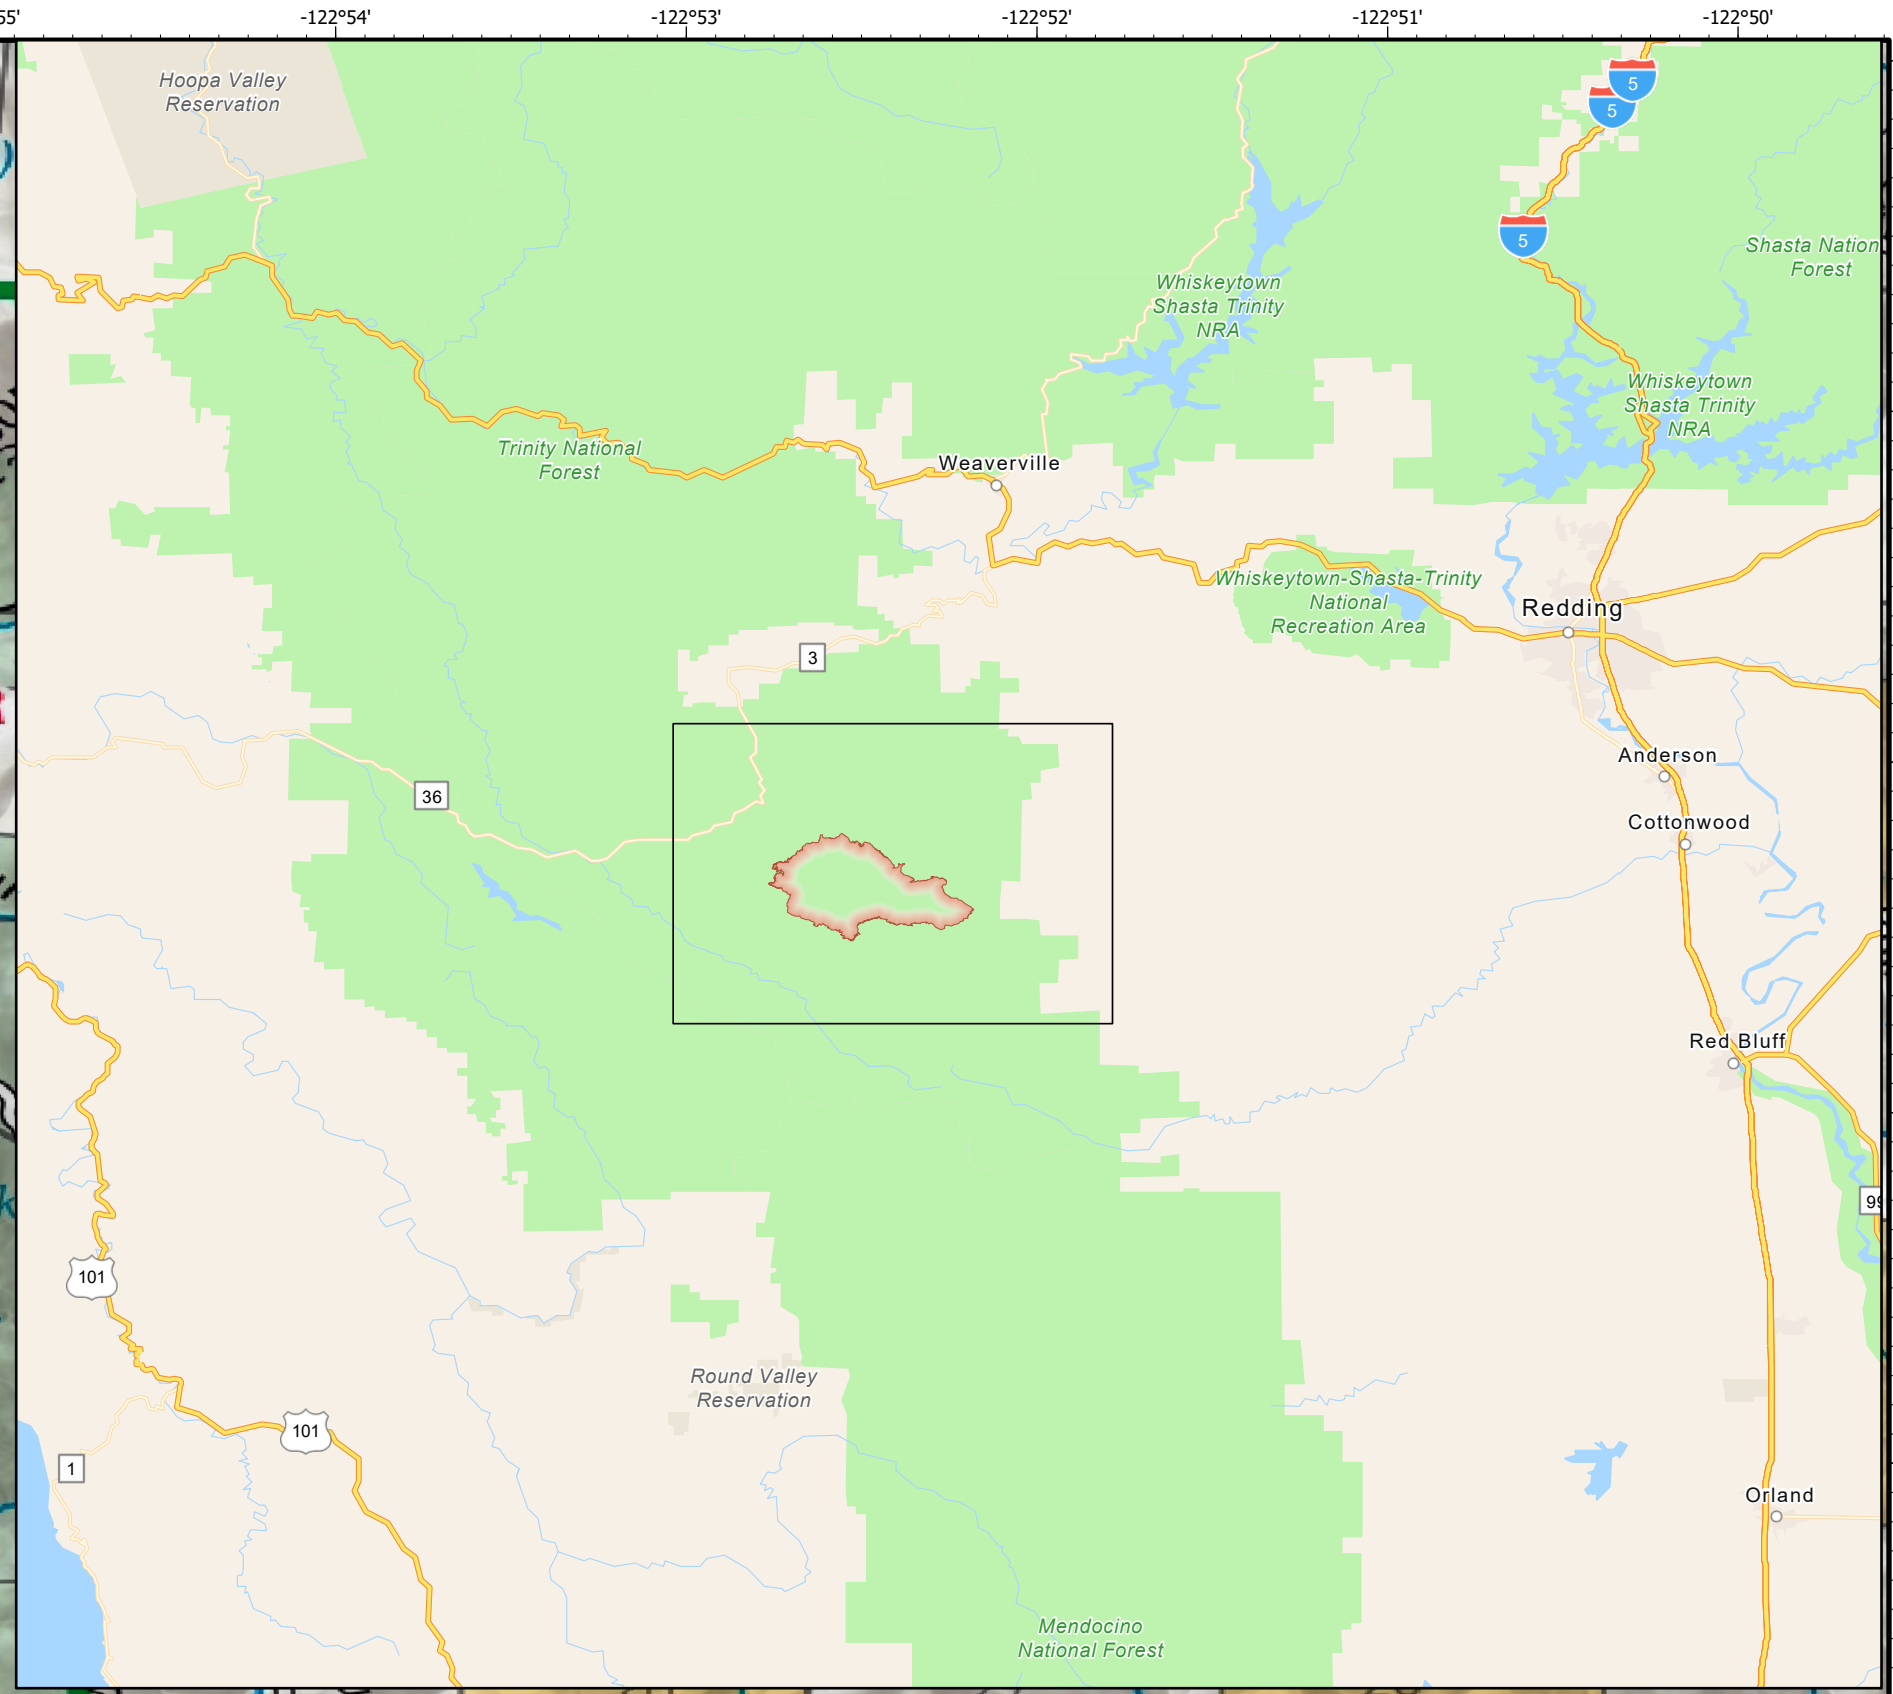 55'
-122°54'
-122°53'
-122°52'
-122°51'
-122°50'
Hoopa Valley
Reservation
5
5
5
Shasta Nation
Forest
Whiskeytown
Shasta Trinity
NRA
Whiskeytown
Shasta Trinity
NRA
Trinity National
Forest
Weaverville
Whiskeytown-Shasta-Trinity
National
Recreation Area
Redding
3
Anderson
36
Cottonwood
Red Bluff
99
101
Round Valley
Reservation
101
1
Orland
Mendocino
National Forest